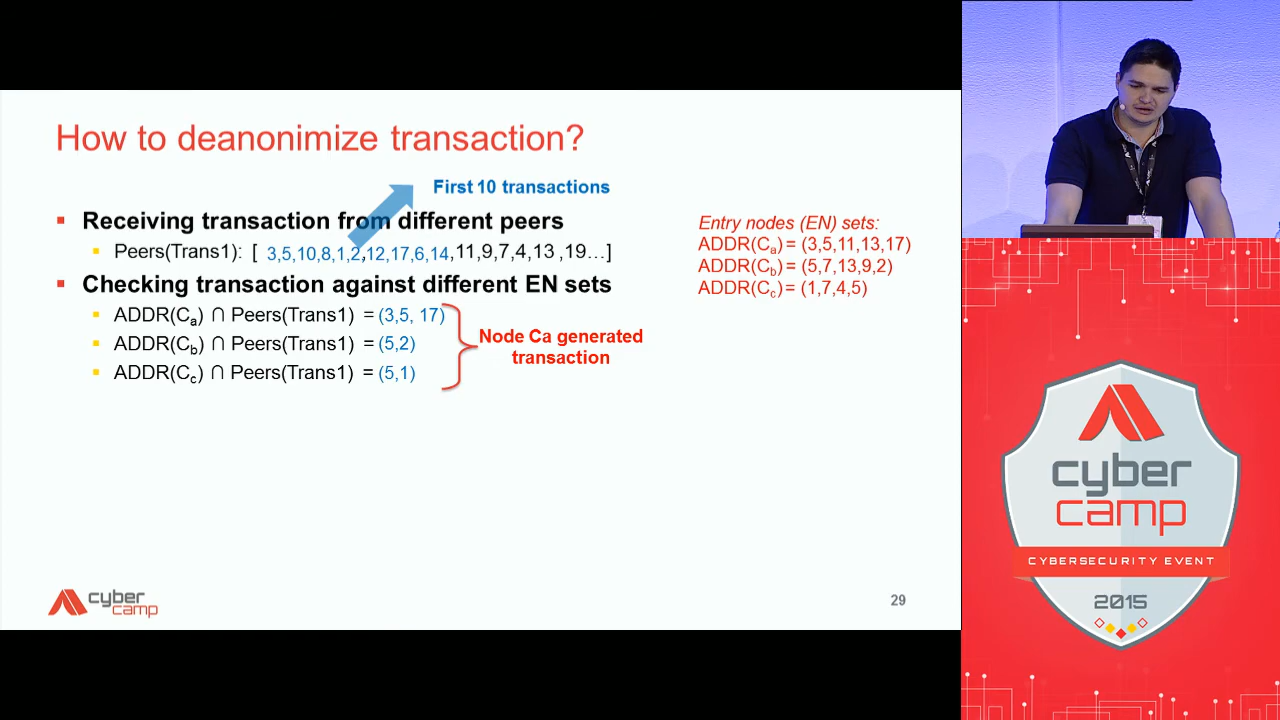 How to deanonimize transaction?
First 10 transactions
Receiving transaction from different peers
Peers(Trans1): [ 3,5,10,8,1,2,12,17,6,14,11,9,7,4,13 ,19…]
Checking transaction against different EN sets
ADDR(Ca) ∩ Peers(Trans1) = (3,5, 17)
ADDR(Cb) ∩ Peers(Trans1) = (5,2)
ADDR(Cc) ∩ Peers(Trans1) = (5,1)
Node Ca generated
transaction
Entry nodes (EN) sets:
ADDR(Ca) = (3,5,11,13,17)
ADDR(Cb) = (5,7,13,9,2)
ADDR(Cc) = (1,7,4,5)
cyber
camp
29
cyber
camp
CYBERSECURITY EVENT
2015